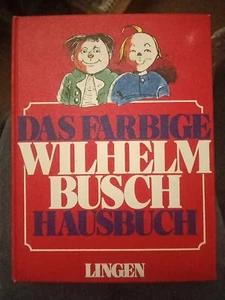 DAS FARBIGE
WILHELM
BUSCH
HAUSBUCH
LINGEN